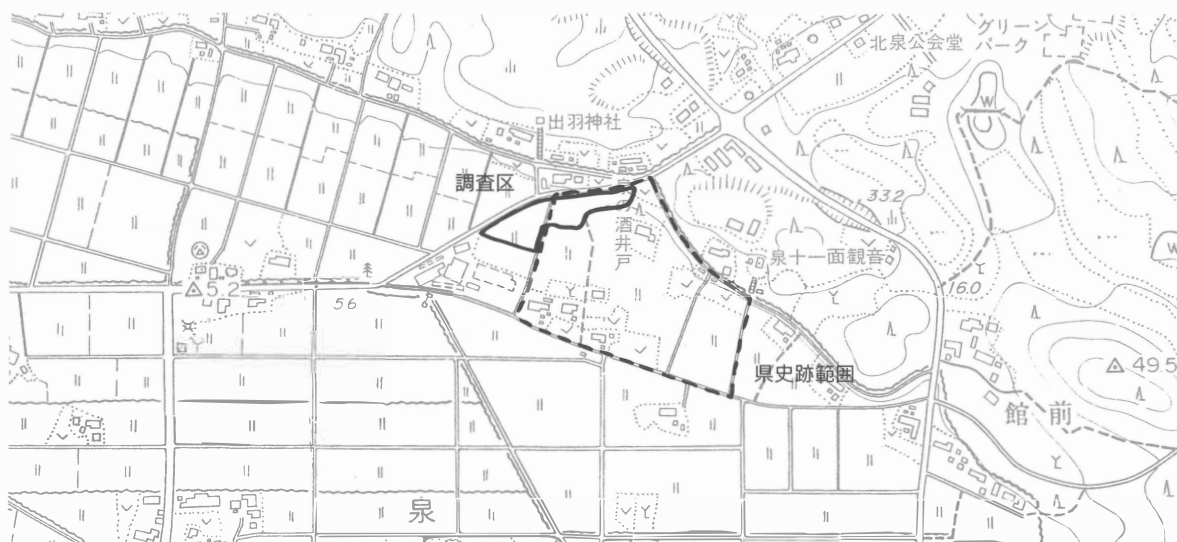 グリーン
パーク
北泉公会堂
出羽神社
調査区
酒井戸
332
泉十一面観音
16.0
5.2
56
県史跡範囲
49.5
館前
泉